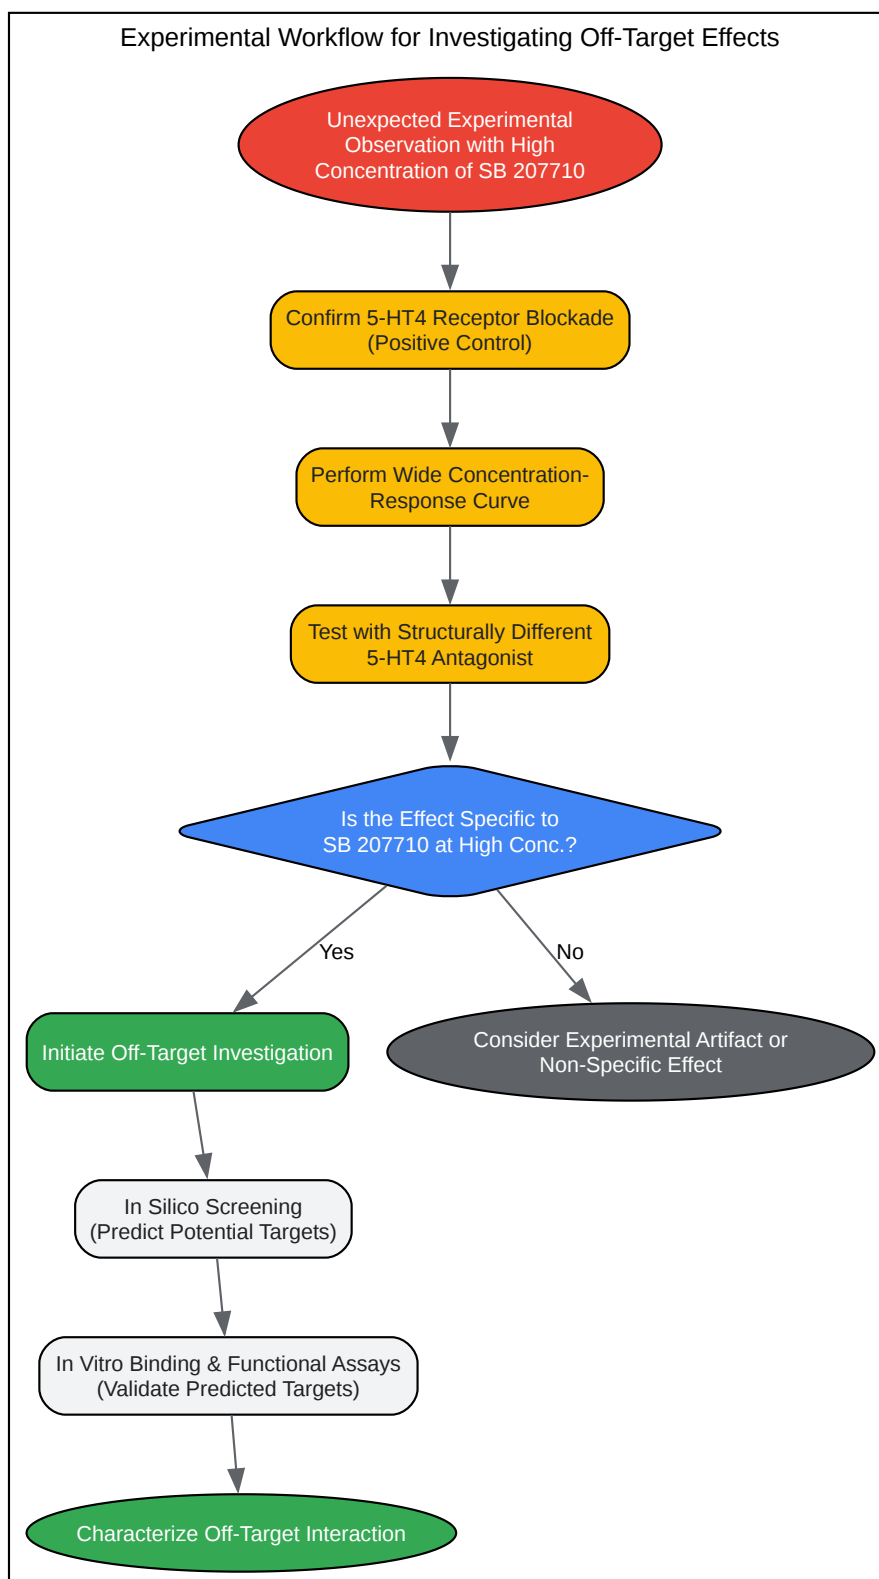 Experimental Workflow for Investigating Off-Target Effects
Unexpected Experimental
Observation with High
Concentration of SB 207710
Confirm 5-HT4 Receptor Blockade
(Positive Control)
Perform Wide Concentration-
Response Curve
Test with Structurally Different
5-HT4 Antagonist
Is the Effect Specific to
SB 207710 at High Conc.?
Yes
No
Initiate Off-Target Investigation
Consider Experimental Artifact or
Non-Specific Effect
In Silico Screening
(Predict Potential Targets)
In Vitro Binding & Functional Assays
(Validate Predicted Targets)
Characterize Off-Target Interaction